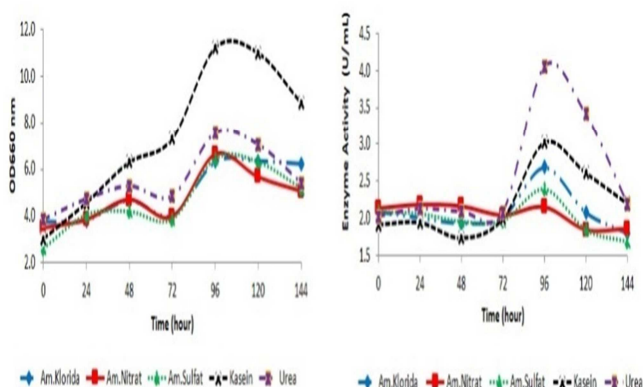 OD660 nm
12.0
10.0
8.0
6.0
4.0
2.0
0 24 48 72 96 120 144
Time (hour)
Am.Klorida Am.Nitrat Am.Sulfat Kasein Urea
Enzyme Activity (U/mL)
4.5
4.0
3.5
3.0
2.5
2.0
1.5
0 24 48 72 96 120 144
Time (hour)
Am.Klorida Am.Nitrat Am.Sulfat Kasein Urea